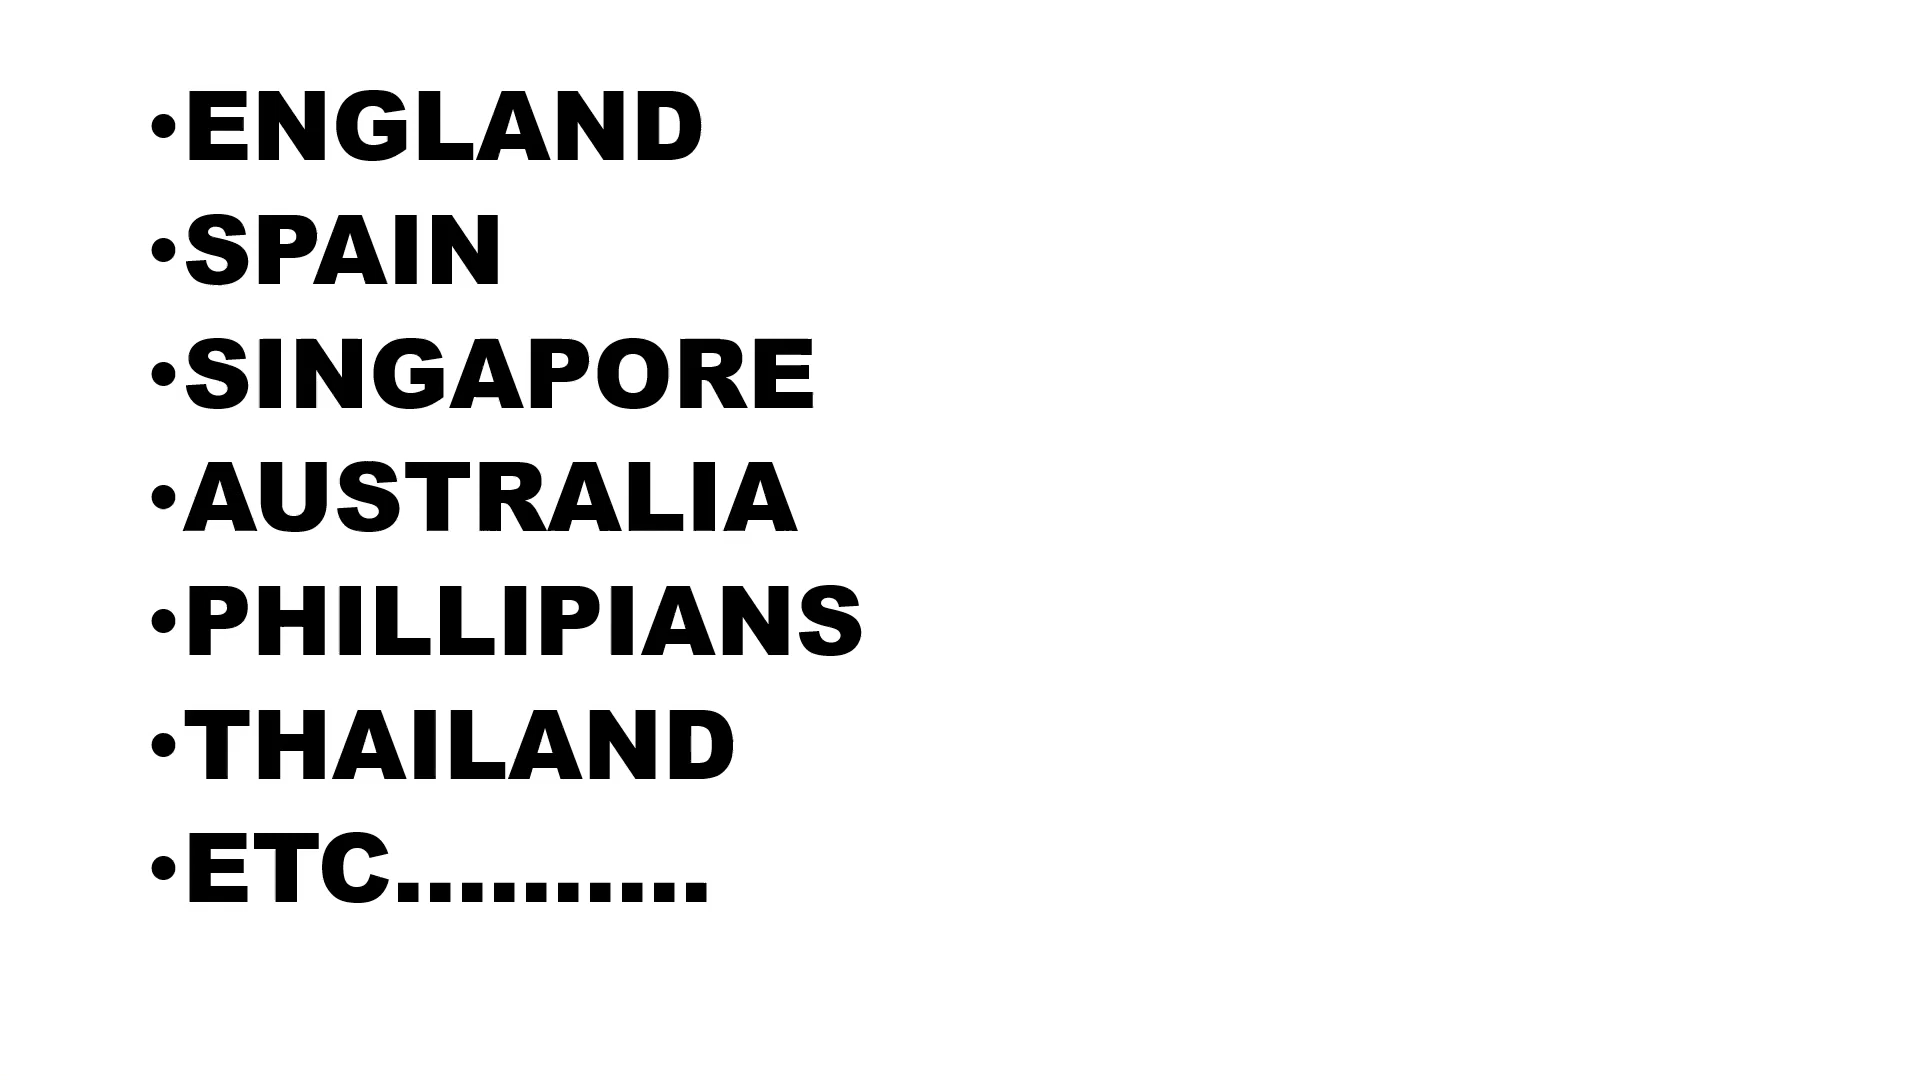 •ENGLAND
•SPAIN
•SINGAPORE
•AUSTRALIA
•PHILLIPIANS
•THAILAND
•ETC..........